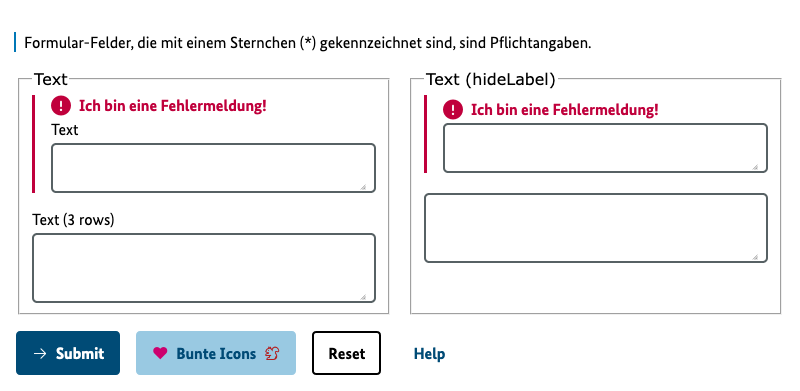 Formular-Felder, die mit einem Sternchen (*) gekennzeichnet sind, sind Pflichtangaben.
Text
Ich bin eine Fehlermeldung!
Text
Text (3 rows)
Text (hideLabel)
Ich bin eine Fehlermeldung!
Submit
Bunte Icons
Reset
Help